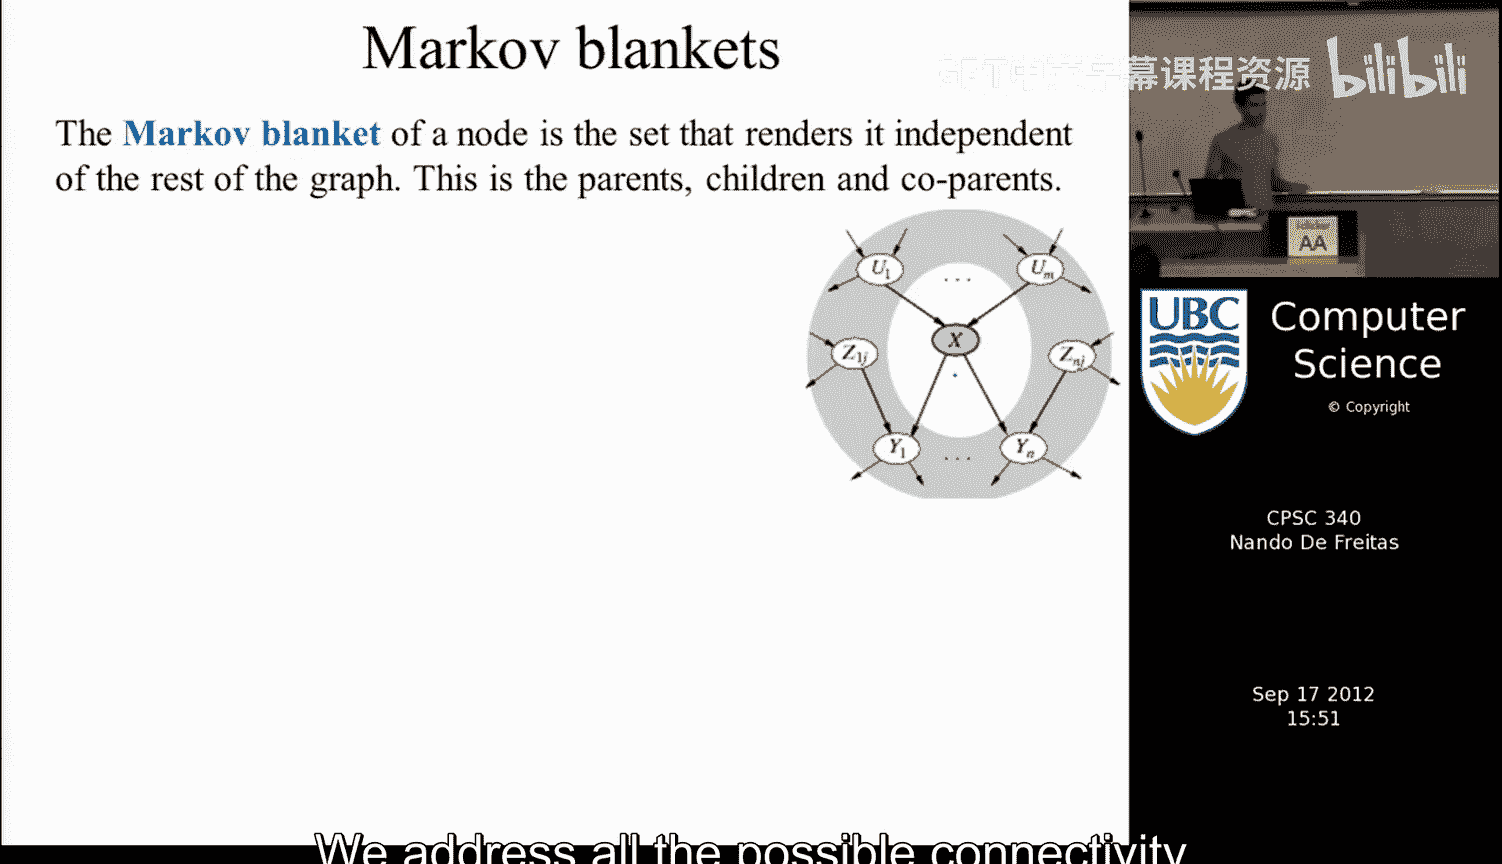 Markov blankets
The Markov blanket of a node is the set that renders it independent
of the rest of the graph. This is the parents, children and co-parents.
U1
...
Um
X
Z1j
Znj
Y1
...
Yn
字幕课程资源
bilibili
AA
UBC
Computer
Science
© Copyright
CPSC 340
Nando De Freitas
Sep 17 2012
15:51
We address all the possible connectivity